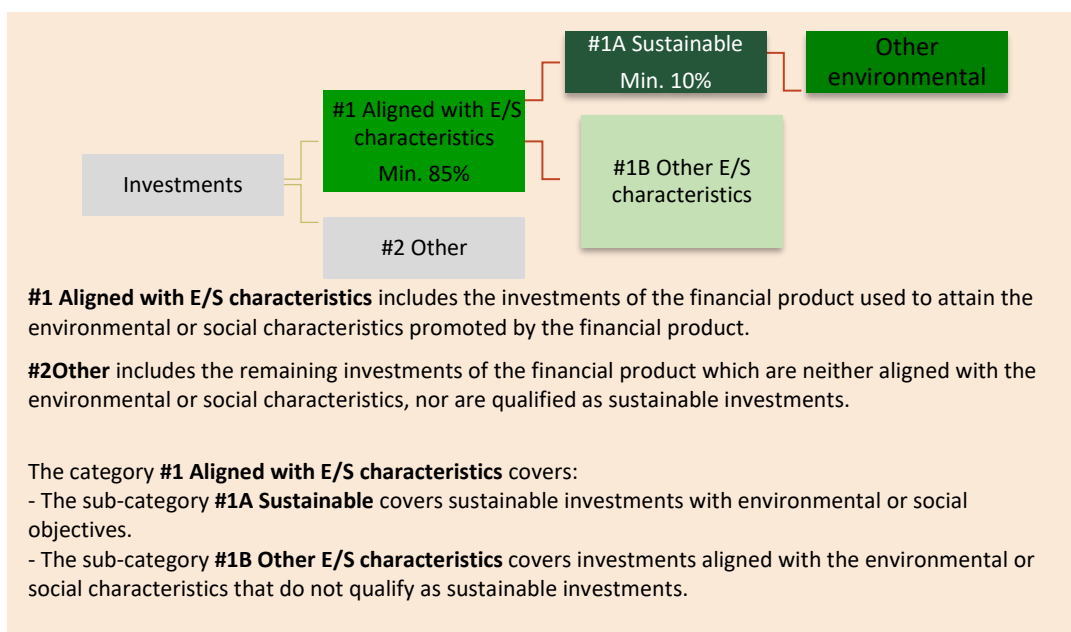 #1A Sustainable
Min. 10%
Other
environmental
#1 Aligned with E/S
characteristics
Min. 85%
#1B Other E/S
characteristics
Investments
#2 Other
#1 Aligned with E/S characteristics includes the investments of the financial product used to attain the
environmental or social characteristics promoted by the financial product.
#2Other includes the remaining investments of the financial product which are neither aligned with the
environmental or social characteristics, nor are qualified as sustainable investments.
The category #1 Aligned with E/S characteristics covers:
- The sub-category #1A Sustainable covers sustainable investments with environmental or social
objectives.
- The sub-category #1B Other E/S characteristics covers investments aligned with the environmental or
social characteristics that do not qualify as sustainable investments.